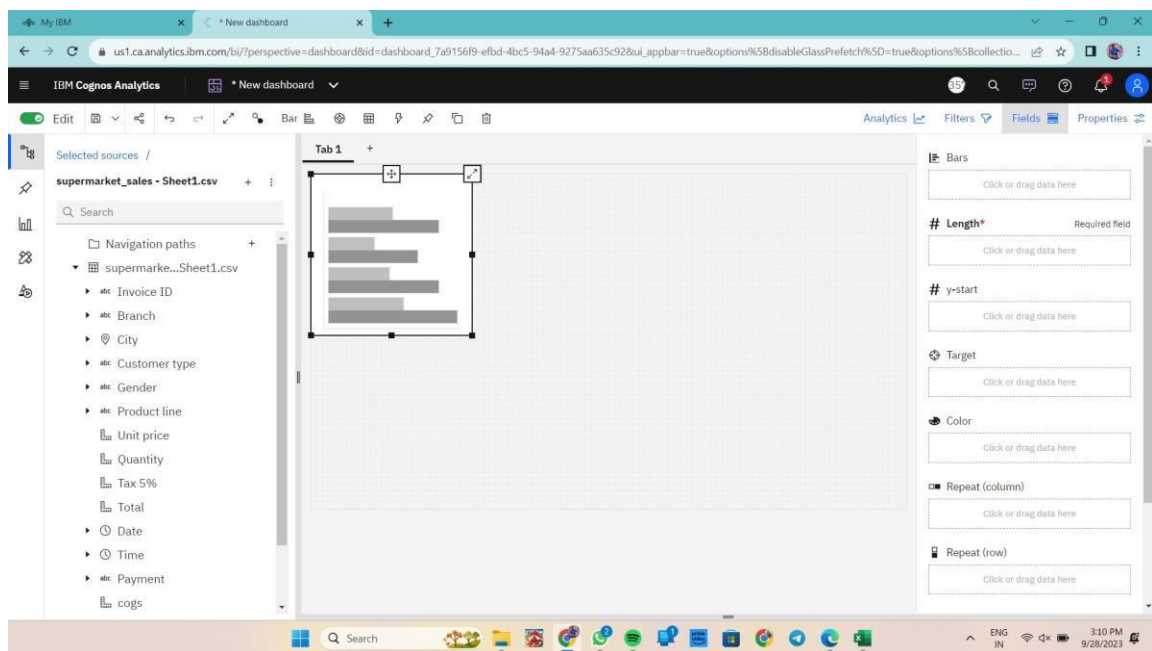 My IBM
* New dashboard
us1.ca.analytics.ibm.com/bi/?perspective=dashboard&id=dashboard_7a9156f9-efbd-4bc5-94a4-9275aa635c92&ui_appbar=true&options%5BdisableGlassPrefetch%5D=true&options%5Bcollectio...
IBM Cognos Analytics
* New dashboard
Edit
Bar
Analytics
Filters
Fields
Properties
Selected sources /
supermarket_sales - Sheet1.csv
Search
Navigation paths
supermarke...Sheet1.csv
abc Invoice ID
abc Branch
City
abc Customer type
abc Gender
abc Product line
Unit price
Quantity
Tax 5%
Total
Date
Time
abc Payment
cogs
Tab 1
Bars
Click or drag data here
# Length*
Required field
Click or drag data here
# y-start
Click or drag data here
Target
Click or drag data here
Color
Click or drag data here
Repeat (column)
Click or drag data here
Repeat (row)
Click or drag data here
Search
ENG
IN
3:10 PM
9/28/2023